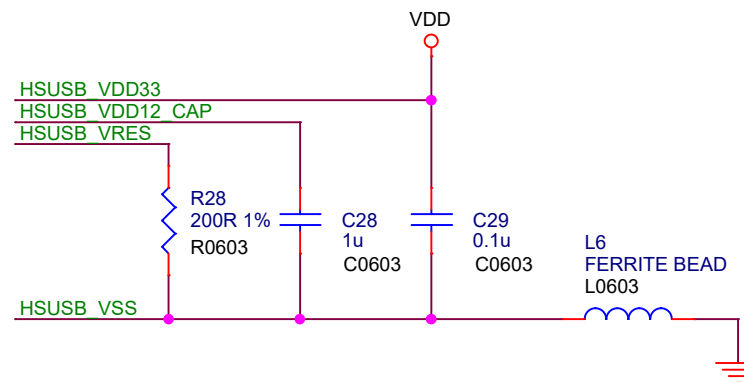 VDD
HSUSB_VDD33
HSUSB_VDD12_CAP
HSUSB_VRES
R28
200R 1%
R0603
C28
1u
C0603
C29
0.1u
C0603
L6
FERRITE BEAD
L0603
HSUSB_VSS